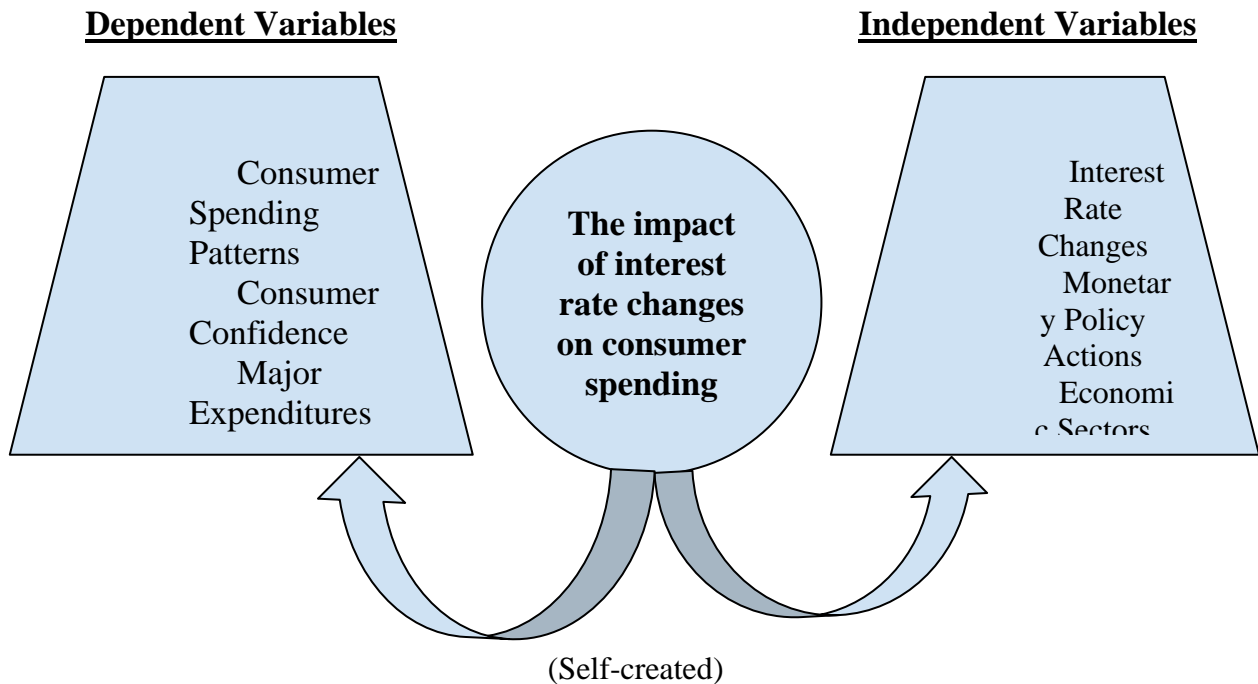 Dependent Variables
Independent Variables
Consumer
Spending
Patterns
Consumer
Confidence
Major
Expenditures
The impact
of interest
rate changes
on consumer
spending
Interest
Rate
Changes
Monetar
y Policy
Actions
Economi
c Sectors
(Self-created)